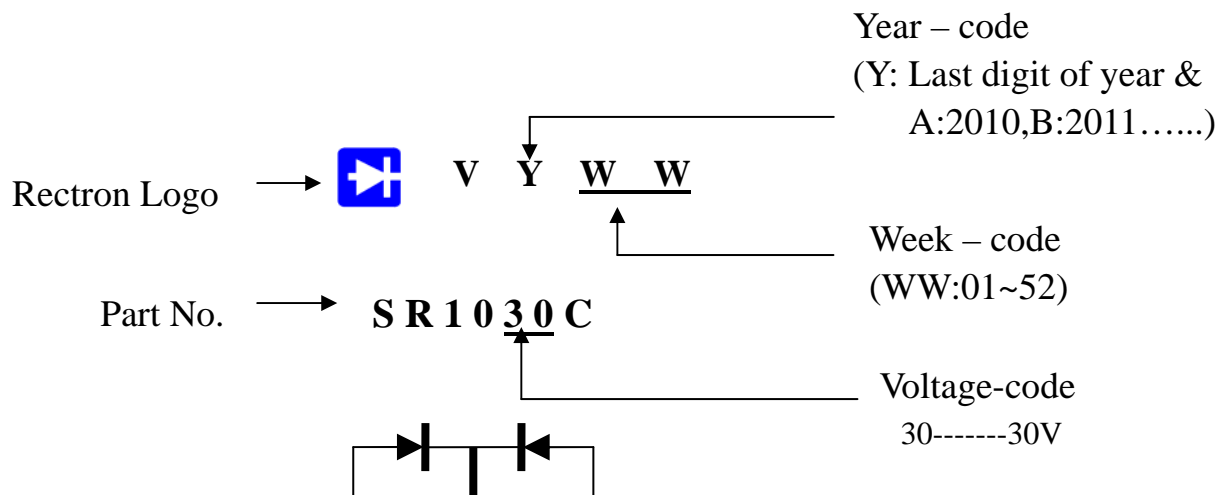 Year – code
(Y: Last digit of year &
A:2010,B:2011…...)
V Y W W
Rectron Logo
Week – code
(WW:01~52)
Part No.
S R 1 0 3 0 C
Voltage-code
30-------30V